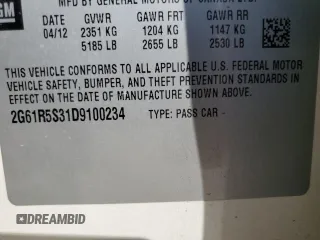 GM
MFD BY GENERAL MOTORS OF CANADA LTD.
04/12 GVWR GAWR FRT GAWR RR
2351 KG 1204 KG 1147 KG
5185 LB 2655 LB 2530 LB
THIS VEHICLE CONFORMS TO ALL APPLICABLE U.S. FEDERAL MOTOR
VEHICLE SAFETY, BUMPER, AND THEFT PREVENTION STANDARDS IN
EFFECT ON THE DATE OF MANUFACTURE SHOWN ABOVE.
2G61R5S31D9100234 TYPE: PASS CAR
DREAMBID
DREAMBID